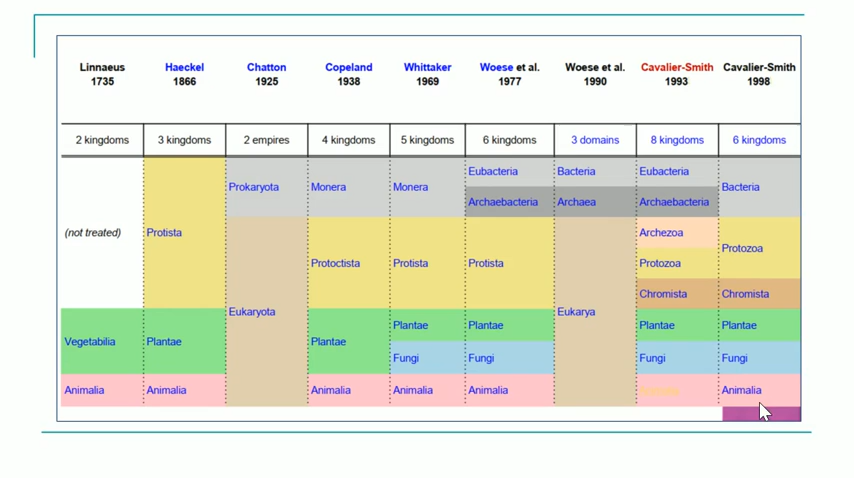 Linnaeus 1735
Haeckel 1866
Chatton 1925
Copeland 1938
Whittaker 1969
Woese et al. 1977
Woese et al. 1990
Cavalier-Smith 1993
Cavalier-Smith 1998
2 kingdoms
3 kingdoms
2 empires
4 kingdoms
5 kingdoms
6 kingdoms
3 domains
8 kingdoms
6 kingdoms
(not treated)
Protista
Prokaryota
Monera
Monera
Eubacteria
Bacteria
Eubacteria
Bacteria
Archaebacteria
Archaea
Archaebacteria
Eukaryota
Protoctista
Protista
Protista
Eukarya
Archezoa
Protozoa
Protozoa
Chromista
Chromista
Vegetabilia
Plantae
Plantae
Plantae
Plantae
Plantae
Plantae
Fungi
Fungi
Fungi
Fungi
Animalia
Animalia
Animalia
Animalia
Animalia
Animalia